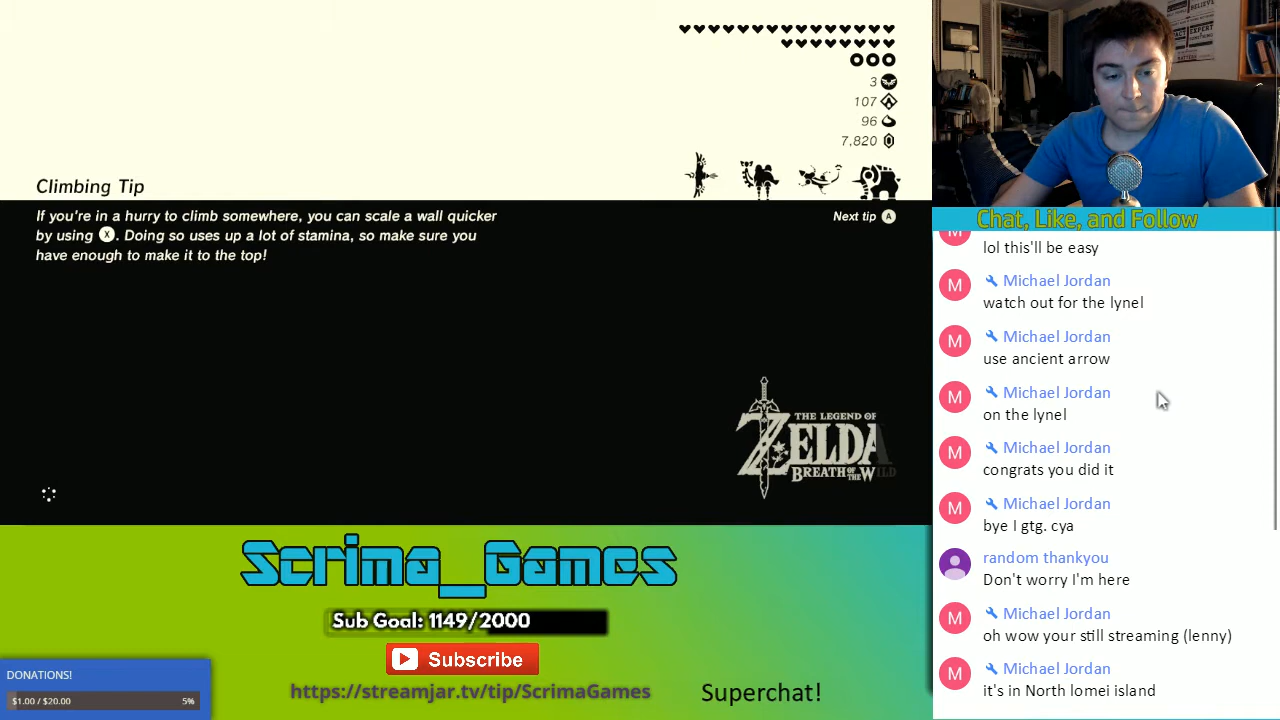 3
107
96
7,820
Climbing Tip
If you're in a hurry to climb somewhere, you can scale a wall quicker
by using X. Doing so uses up a lot of stamina, so make sure you
have enough to make it to the top!
Next tip A
THE LEGEND OF
ZELDA
BREATH OF THE WILD
Scrima_Games
Sub Goal: 1149/2000
Subscribe
https://streamjar.tv/tip/ScrimaGames
Superchat!
DONATIONS!
$1.00 / $20.00
5%
BELIEVE
EXPERT
Chat, Like, and Follow
M
lol this'll be easy
M
Michael Jordan
watch out for the lynel
M
Michael Jordan
use ancient arrow
M
Michael Jordan
on the lynel
M
Michael Jordan
congrats you did it
M
Michael Jordan
bye I gtg. cya
random thankyou
Don't worry I'm here
M
Michael Jordan
oh wow your still streaming (lenny)
M
Michael Jordan
it's in North lomei island